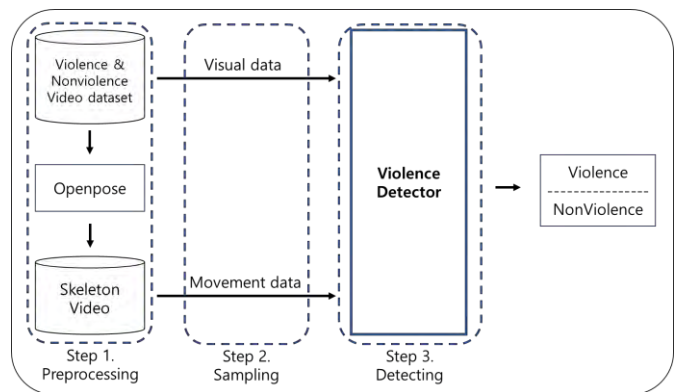 Violence &
Nonviolence
Video dataset
Openpose
Skeleton
Video
Step 1.
Preprocessing
Visual data
Movement data
Step 2.
Sampling
Violence
Detector
Step 3.
Detecting
Violence
NonViolence